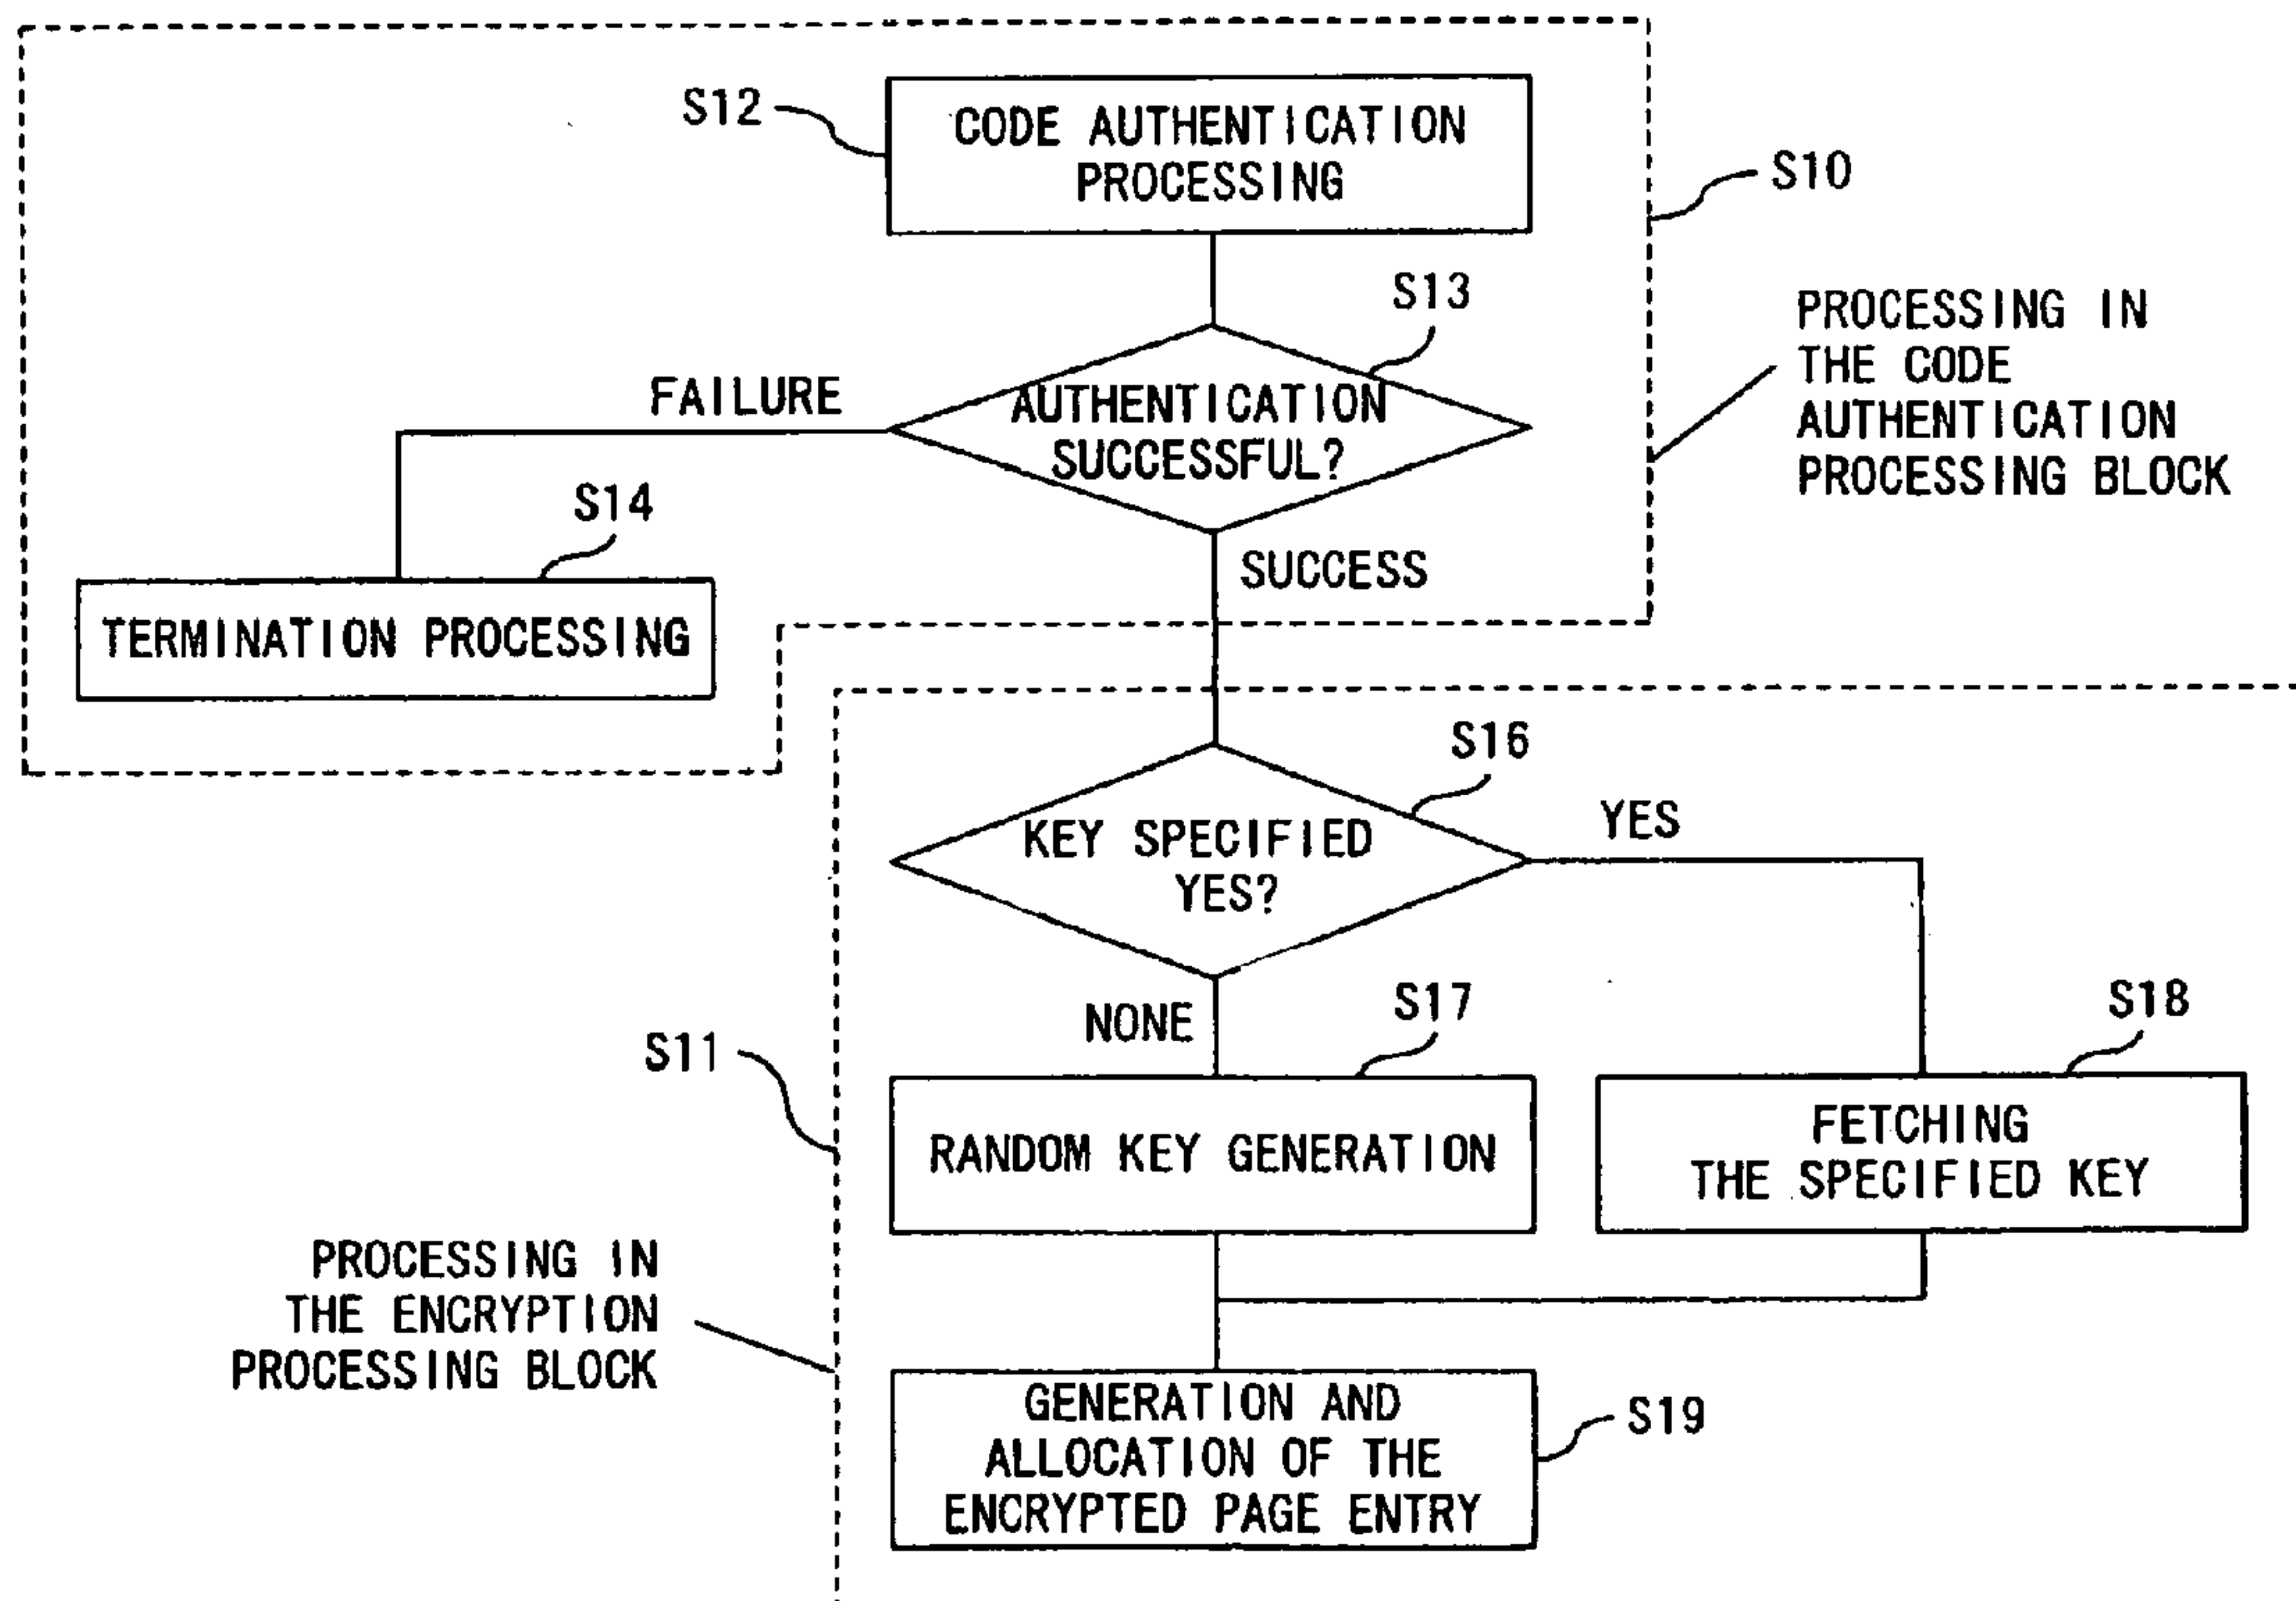 S12
CODE AUTHENTICATION
PROCESSING
S10
S13
PROCESSING IN
THE CODE
AUTHENTICATION
PROCESSING BLOCK
FAILURE
AUTHENTICATION
SUCCESSFUL?
S14
SUCCESS
TERMINATION PROCESSING
S16
YES
KEY SPECIFIED
YES?
NONE
S17
S18
S11
RANDOM KEY GENERATION
FETCHING
THE SPECIFIED KEY
PROCESSING IN
THE ENCRYPTION
PROCESSING BLOCK
GENERATION AND
ALLOCATION OF THE
ENCRYPTED PAGE ENTRY
S19